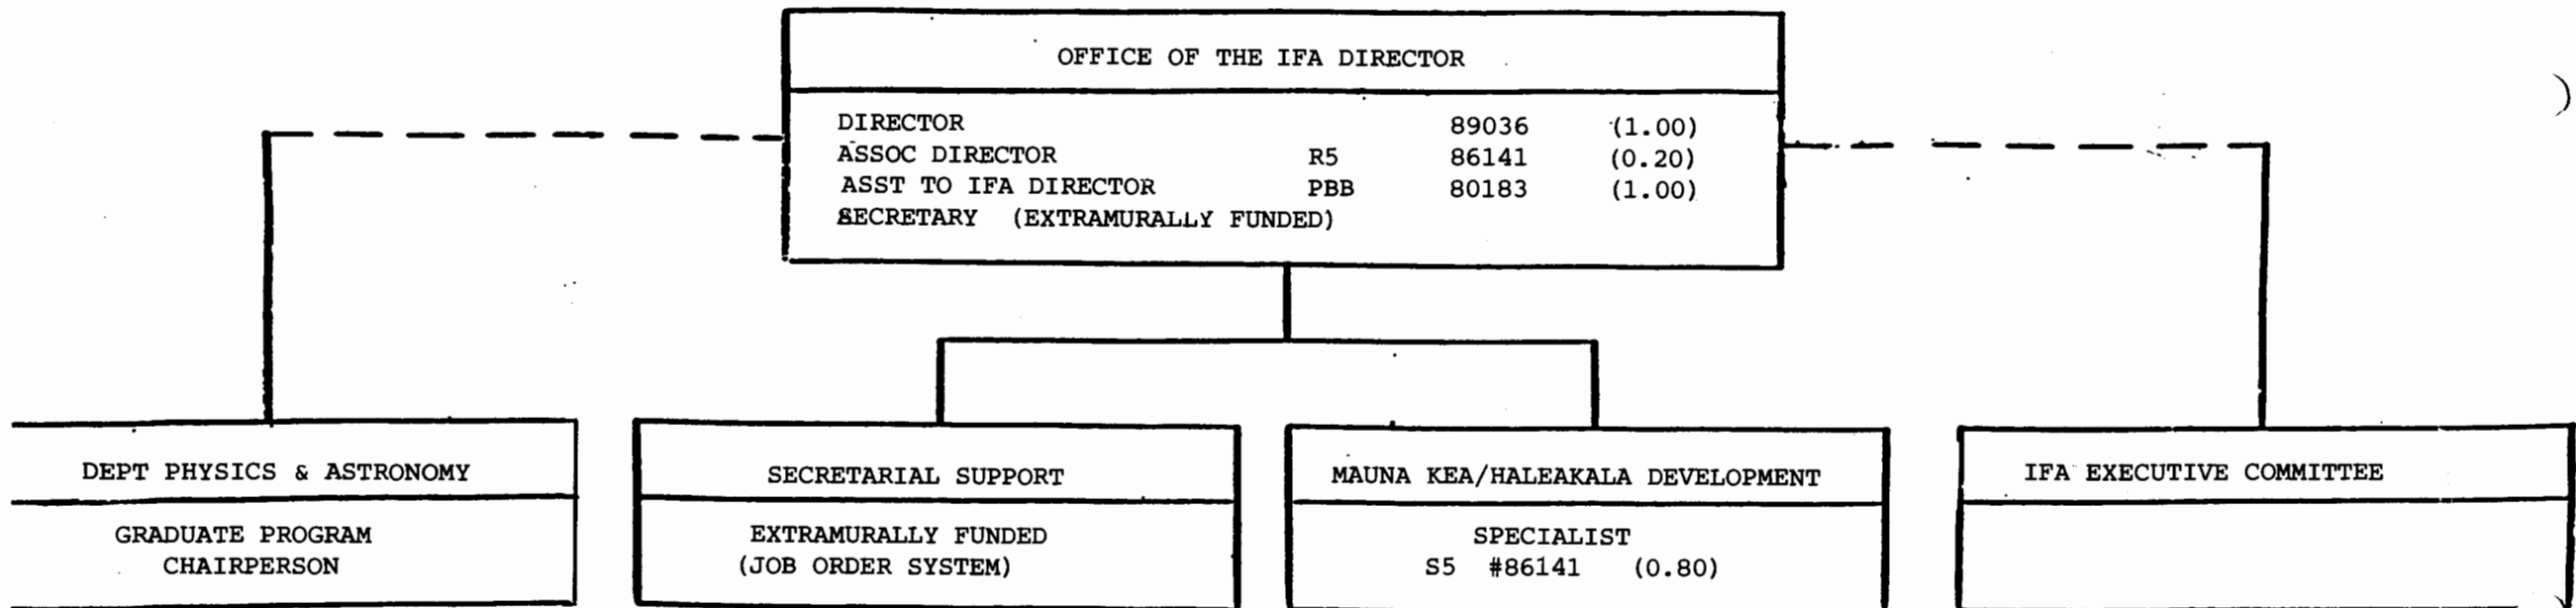 OFFICE OF THE IFA DIRECTOR
DIRECTOR 89036 (1.00)
ASSOC DIRECTOR R5 86141 (0.20)
ASST TO IFA DIRECTOR PBB 80183 (1.00)
SECRETARY (EXTRAMURALLY FUNDED)
DEPT PHYSICS & ASTRONOMY
GRADUATE PROGRAM
CHAIRPERSON
SECRETARIAL SUPPORT
EXTRAMURALLY FUNDED
(JOB ORDER SYSTEM)
MAUNA KEA/HALEAKALA DEVELOPMENT
SPECIALIST
S5 #86141 (0.80)
IFA EXECUTIVE COMMITTEE